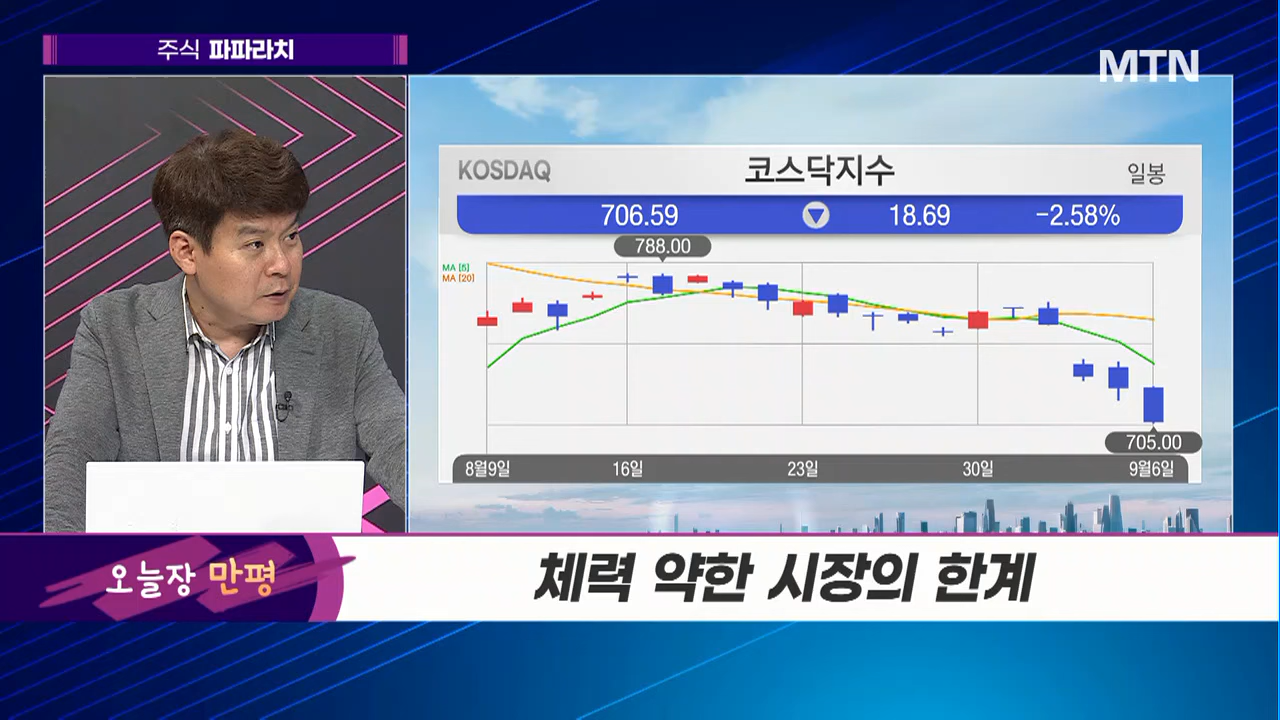 주식 파파라치
MTN
KOSDAQ 코스닥지수 일봉
706.59 ▼ 18.69 -2.58%
788.00
MA [5]
MA [20]
705.00
8월9일 16일 23일 30일 9월6일
오늘장 만평
체력 약한 시장의 한계